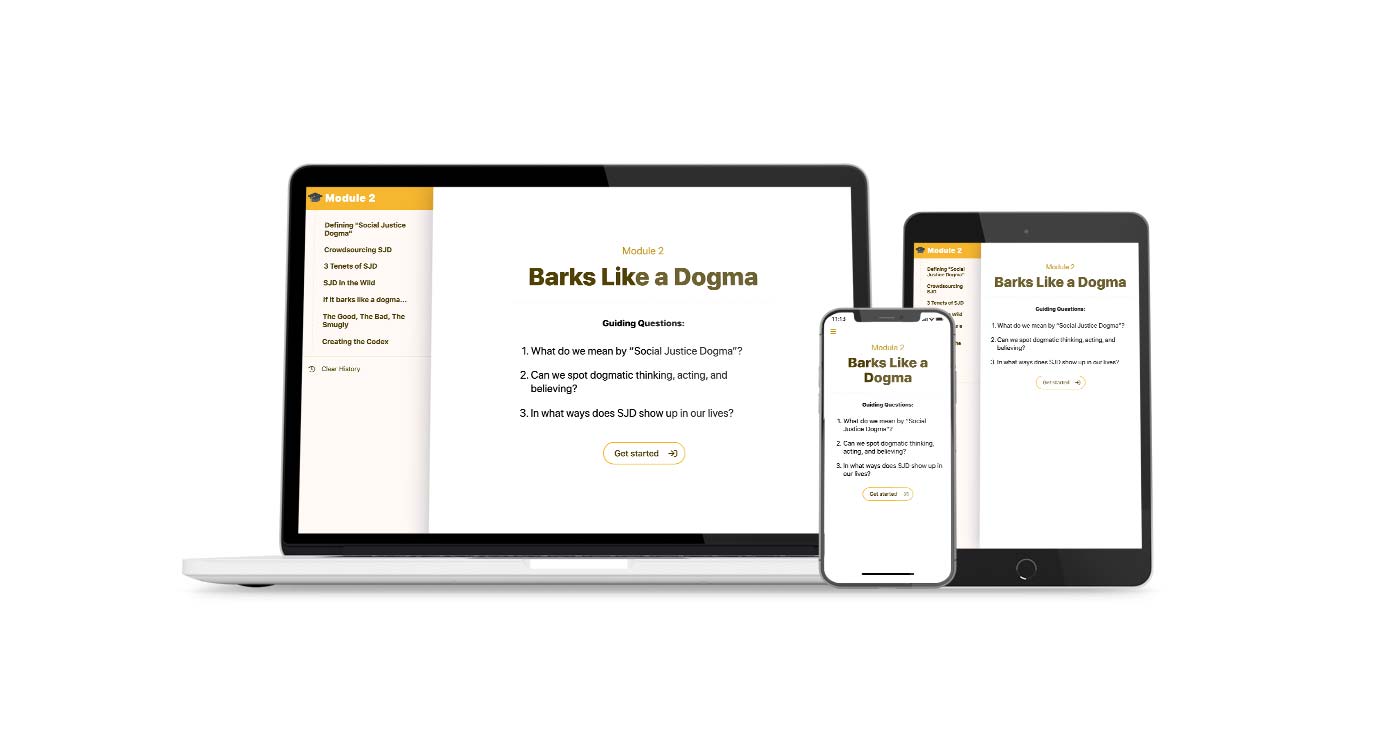 Module 2
Defining "Social Justice
Dogma"
Crowdsourcing SJD
3 Tenets of SJD
SJD in the Wild
If it barks like a dogma...
The Good, The Bad, The
Smugly
Creating the Codex
Clear History
Module 2
Barks Like a Dogma
Guiding Questions:
1. What do we mean by "Social Justice Dogma"?
2. Can we spot dogmatic thinking, acting, and
believing?
3. In what ways does SJD show up in our lives?
Get started
11:13
Module 2
Barks Like a
Dogma
Guiding Questions:
1. What do we mean by "Social
Justice Dogma"?
2. Can we spot dogmatic thinking,
acting, and believing?
3. In what ways does SJD show up in
our lives?
Get started
Module 2
Defining "Social
Justice Dogma"
Crowdsourcing
SJD
3 Tenets of SJD
Module 2
Barks Like a Dogma
Guiding Questions:
1. What do we mean by "Social Justice Dogma"?
2. Can we spot dogmatic thinking, acting, and
believing?
3. In what ways does SJD show up in our lives?
Get started